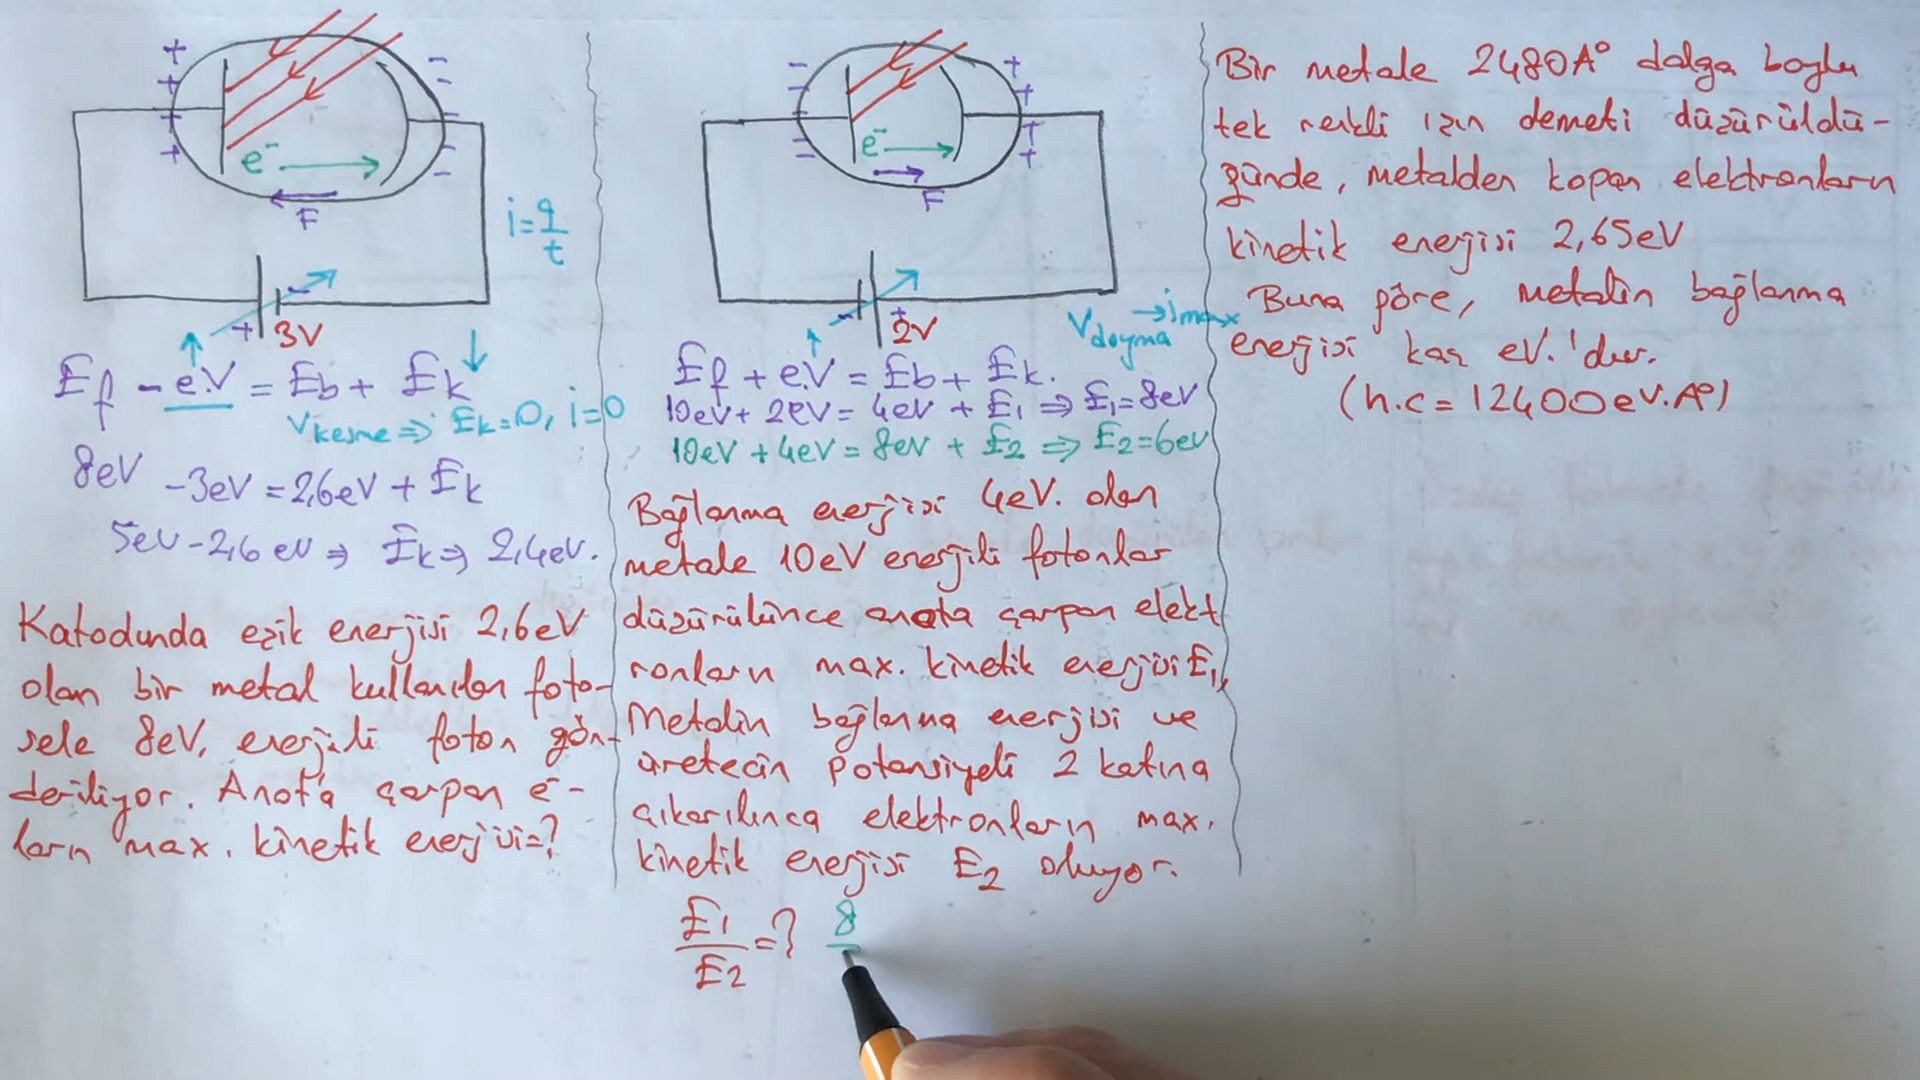 + + + + - - - - -
e⁻
F
i = q/t
+ - 3V
Ef - e.V = Eb + Ek
Vkesme ⇒ Ek=0, i=0
8eV - 3eV = 2,6eV + Ek
5eV - 2,6 eV ⇒ Ek ⇒ 2,4eV.
Katodunda eşik enerjisi 2,6eV
olan bir metal kullanılan foto-
sele 8eV. enerjili foton gön-
deriliyor. Anot'a çarpan e⁻-
ların max. kinetik enerjisi=?
- - - - + + + +
e⁻
F
- + 2V
Vdoyma → imax
Ef + e.V = Eb + Ek.
10eV + 2eV = 4eV + E1 ⇒ E1 = 8eV
10eV + 4eV = 8eV + E2 ⇒ E2 = 6eV
Bağlanma enerjisi 4eV. olan
metale 10eV enerjili fotonlar
düşürülünce anota çarpan elekt
ronların max. kinetik enerjisi E1,
Metalin bağlanma enerjisi ve
üretecin potansiyeli 2 katına
çıkarılınca elektronların max.
kinetik enerjisi E2 oluyor.
E1/E2 = ? 8
Bir metale 2480A° dalga boylu
tek renkli ışın demeti düşürüldü-
ğünde, metalden kopan elektronların
kinetik enerjisi 2,65eV
Buna göre, metalin bağlanma
enerjisi kaç eV.'dur.
(h.c = 12400eV.A°)